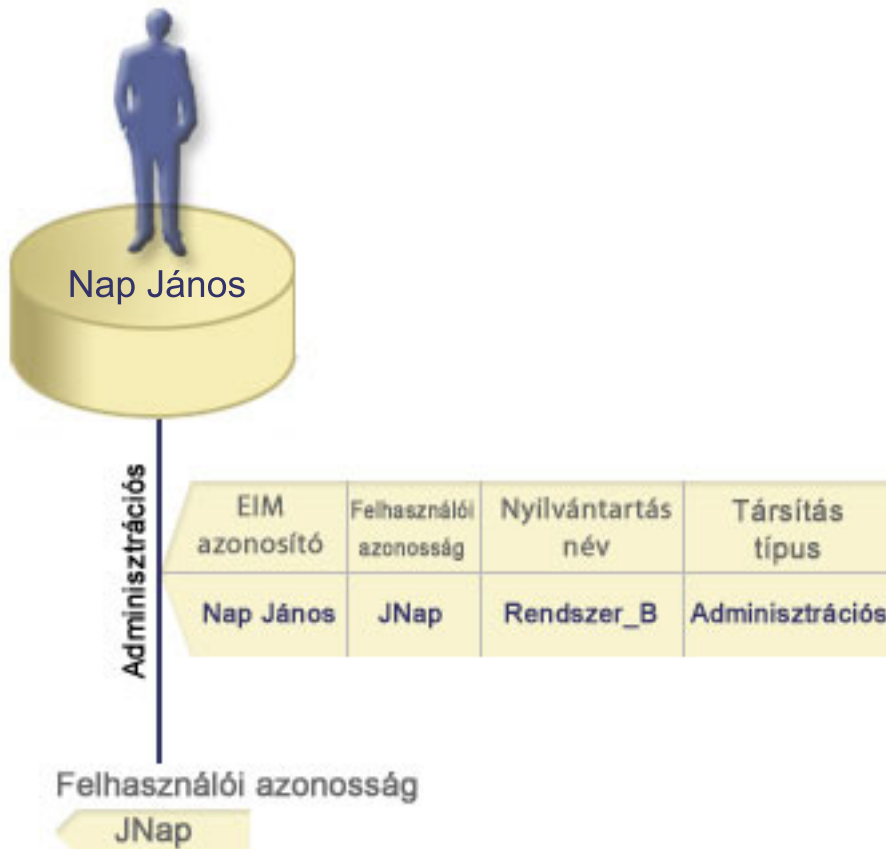 Nap János
Adminisztrációs
EIM azonosító
Felhasználói azonosság
Nyilvántartás név
Társítás típus
Nap János
JNap
Rendszer_B
Adminisztrációs
Felhasználói azonosság
JNap